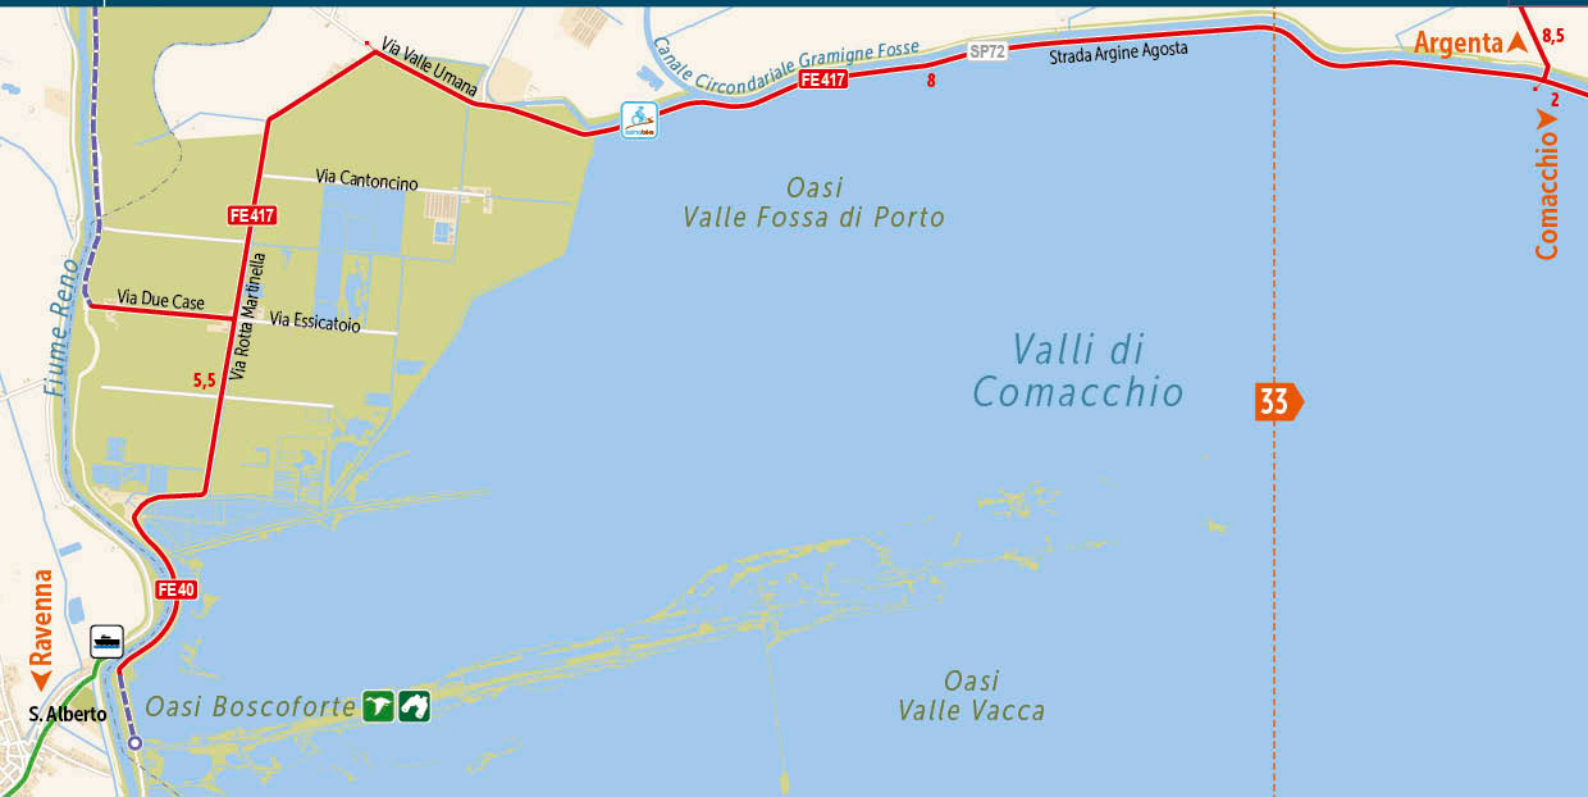 Via Valle Umana
Canale Circondariale Gramigne Fosse
FE417
8
SP72
Strada Argine Agosta
Argenta
8,5
2
Comacchio
Via Cantoncino
FE417
Oasi
Valle Fossa di Porto
Fiume Reno
Via Due Case
Via Rotta Martinella
Via Essicatoio
5,5
Valli di
Comacchio
33
FE40
Ravenna
S. Alberto
Oasi Boscoforte
Oasi
Valle Vacca